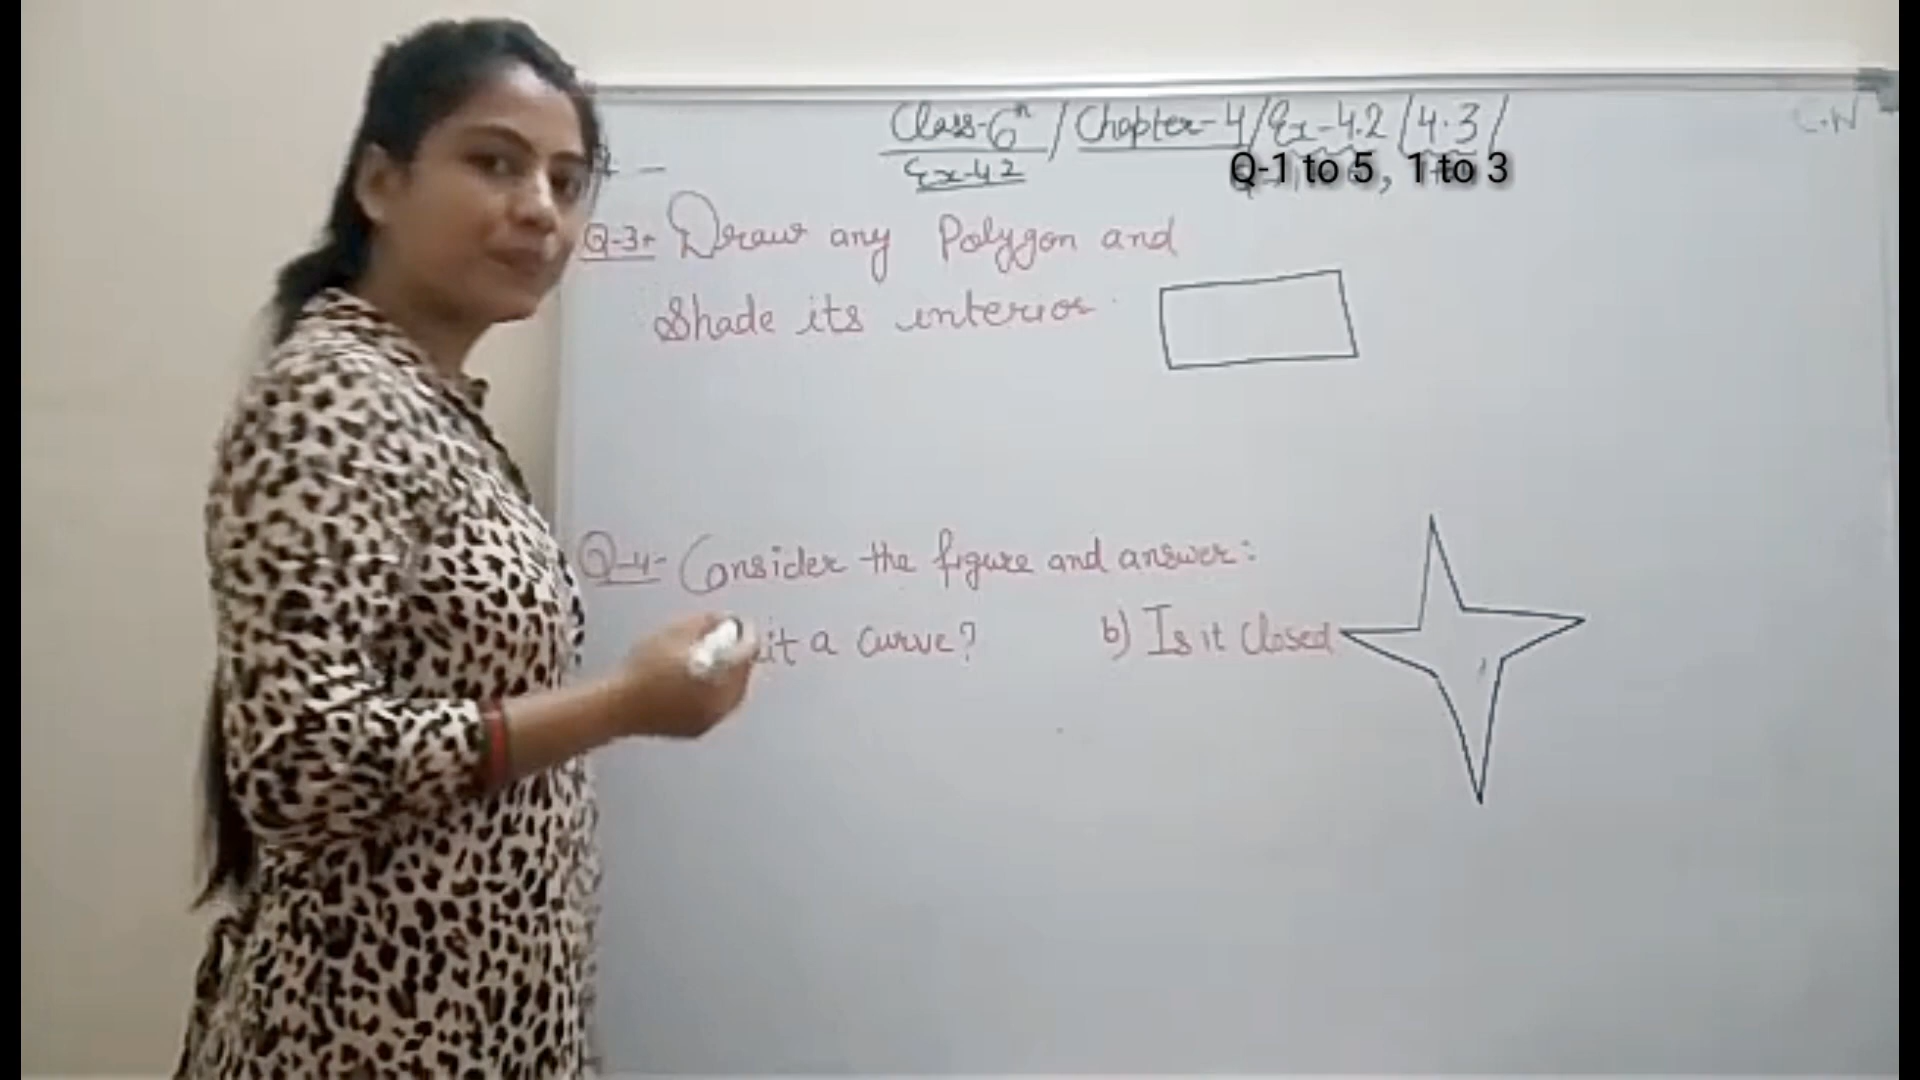 Class-6th / Chapter-4 / Ex-4.2 / 4.3 /
Ex-4.2
Q-1 to 5, 1 to 3
Q-3- Draw any Polygon and
Shade its interior.
Q-4- Consider the figure and answer:
it a curve? b) Is it Closed